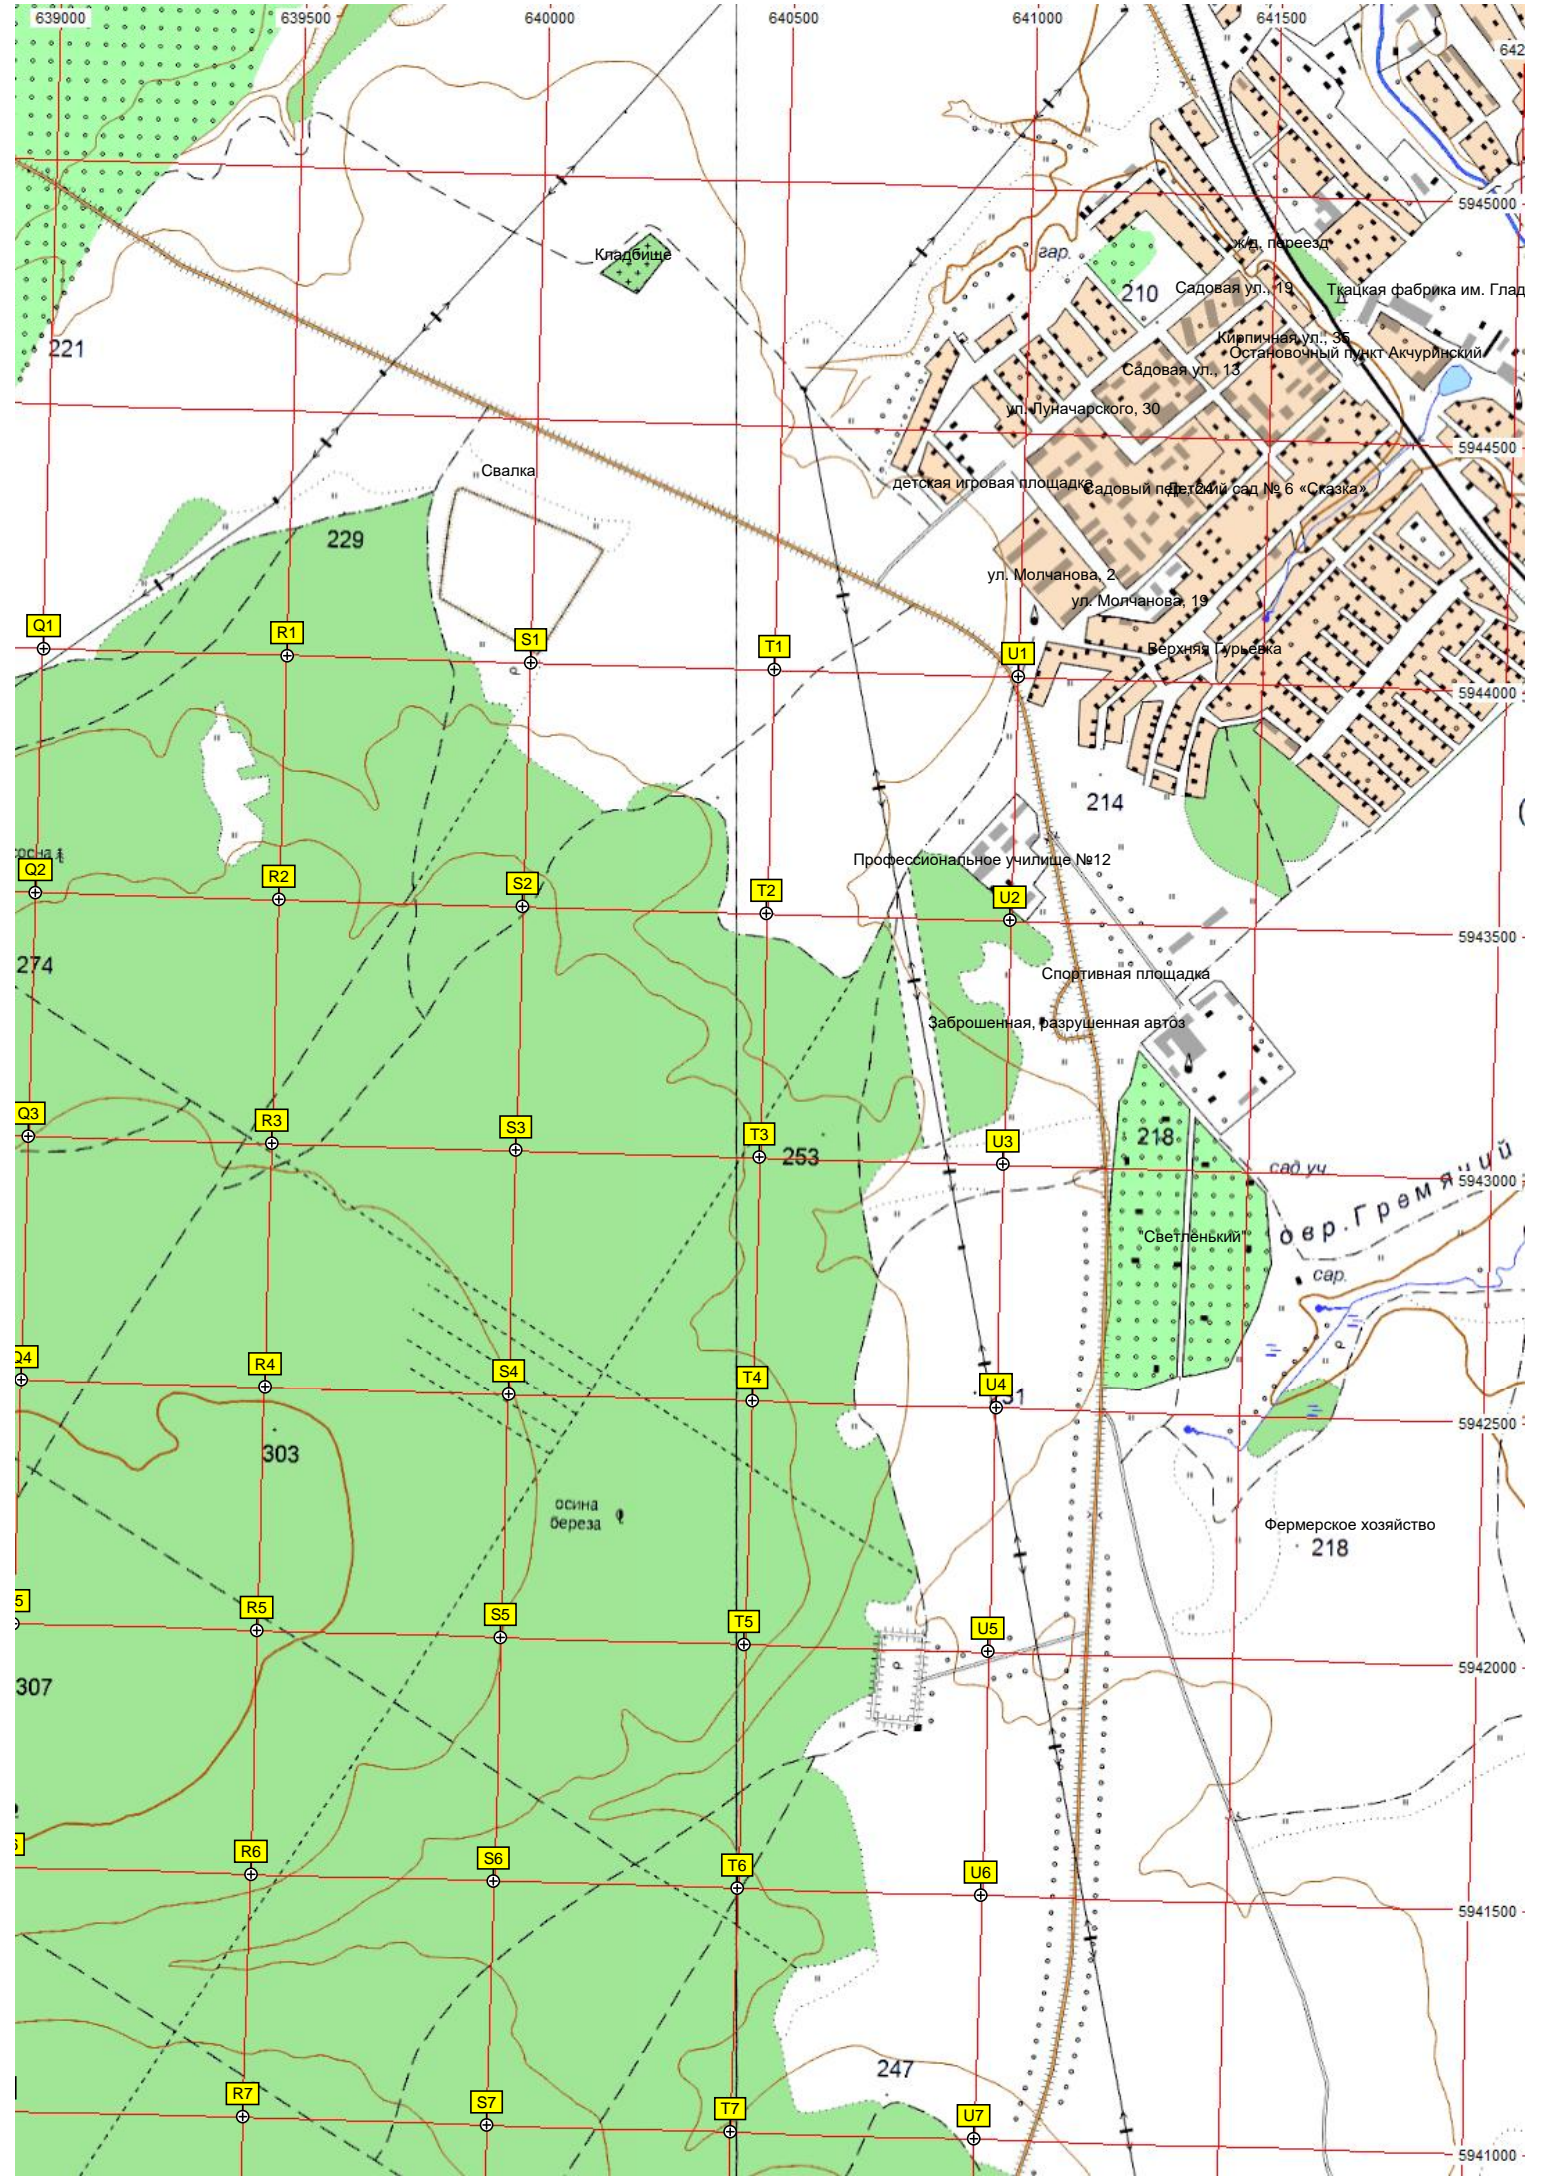 639000 639500 640000 640500 641000 641500
642
5945000
ж/д. переезд
гар.
Кладбище
210
Садовая ул., 19
Ткацкая фабрика им. Глад
Кирпичная ул., 35
221
Остановочный пункт Акчуринский
Садовая ул., 13
ул. Луначарского, 30
5944500
Свалка
детская игровая площадка
Детский сад № 6 «Сказка»
229
ул. Молчанова, 2
ул. Молчанова, 19
Q1
R1
S1
T1
U1
Верхняя Гурьевка
р
5944000
214
сосна
Профессиональное училище №12
Q2
R2
S2
T2
U2
5943500
274
Спортивная площадка
Заброшенная, разрушенная автоз
Q3
R3
S3
T3
U3
218
253
сад.уч
5943000
овр.Гремячий
"Светленький"
сар.
р
Q4
R4
S4
T4
U4
5942500
303
осина
береза
Фермерское хозяйство
218
5
R5
S5
T5
U5
р
5942000
307
R6
S6
T6
U6
5941500
247
R7
S7
T7
U7
5941000